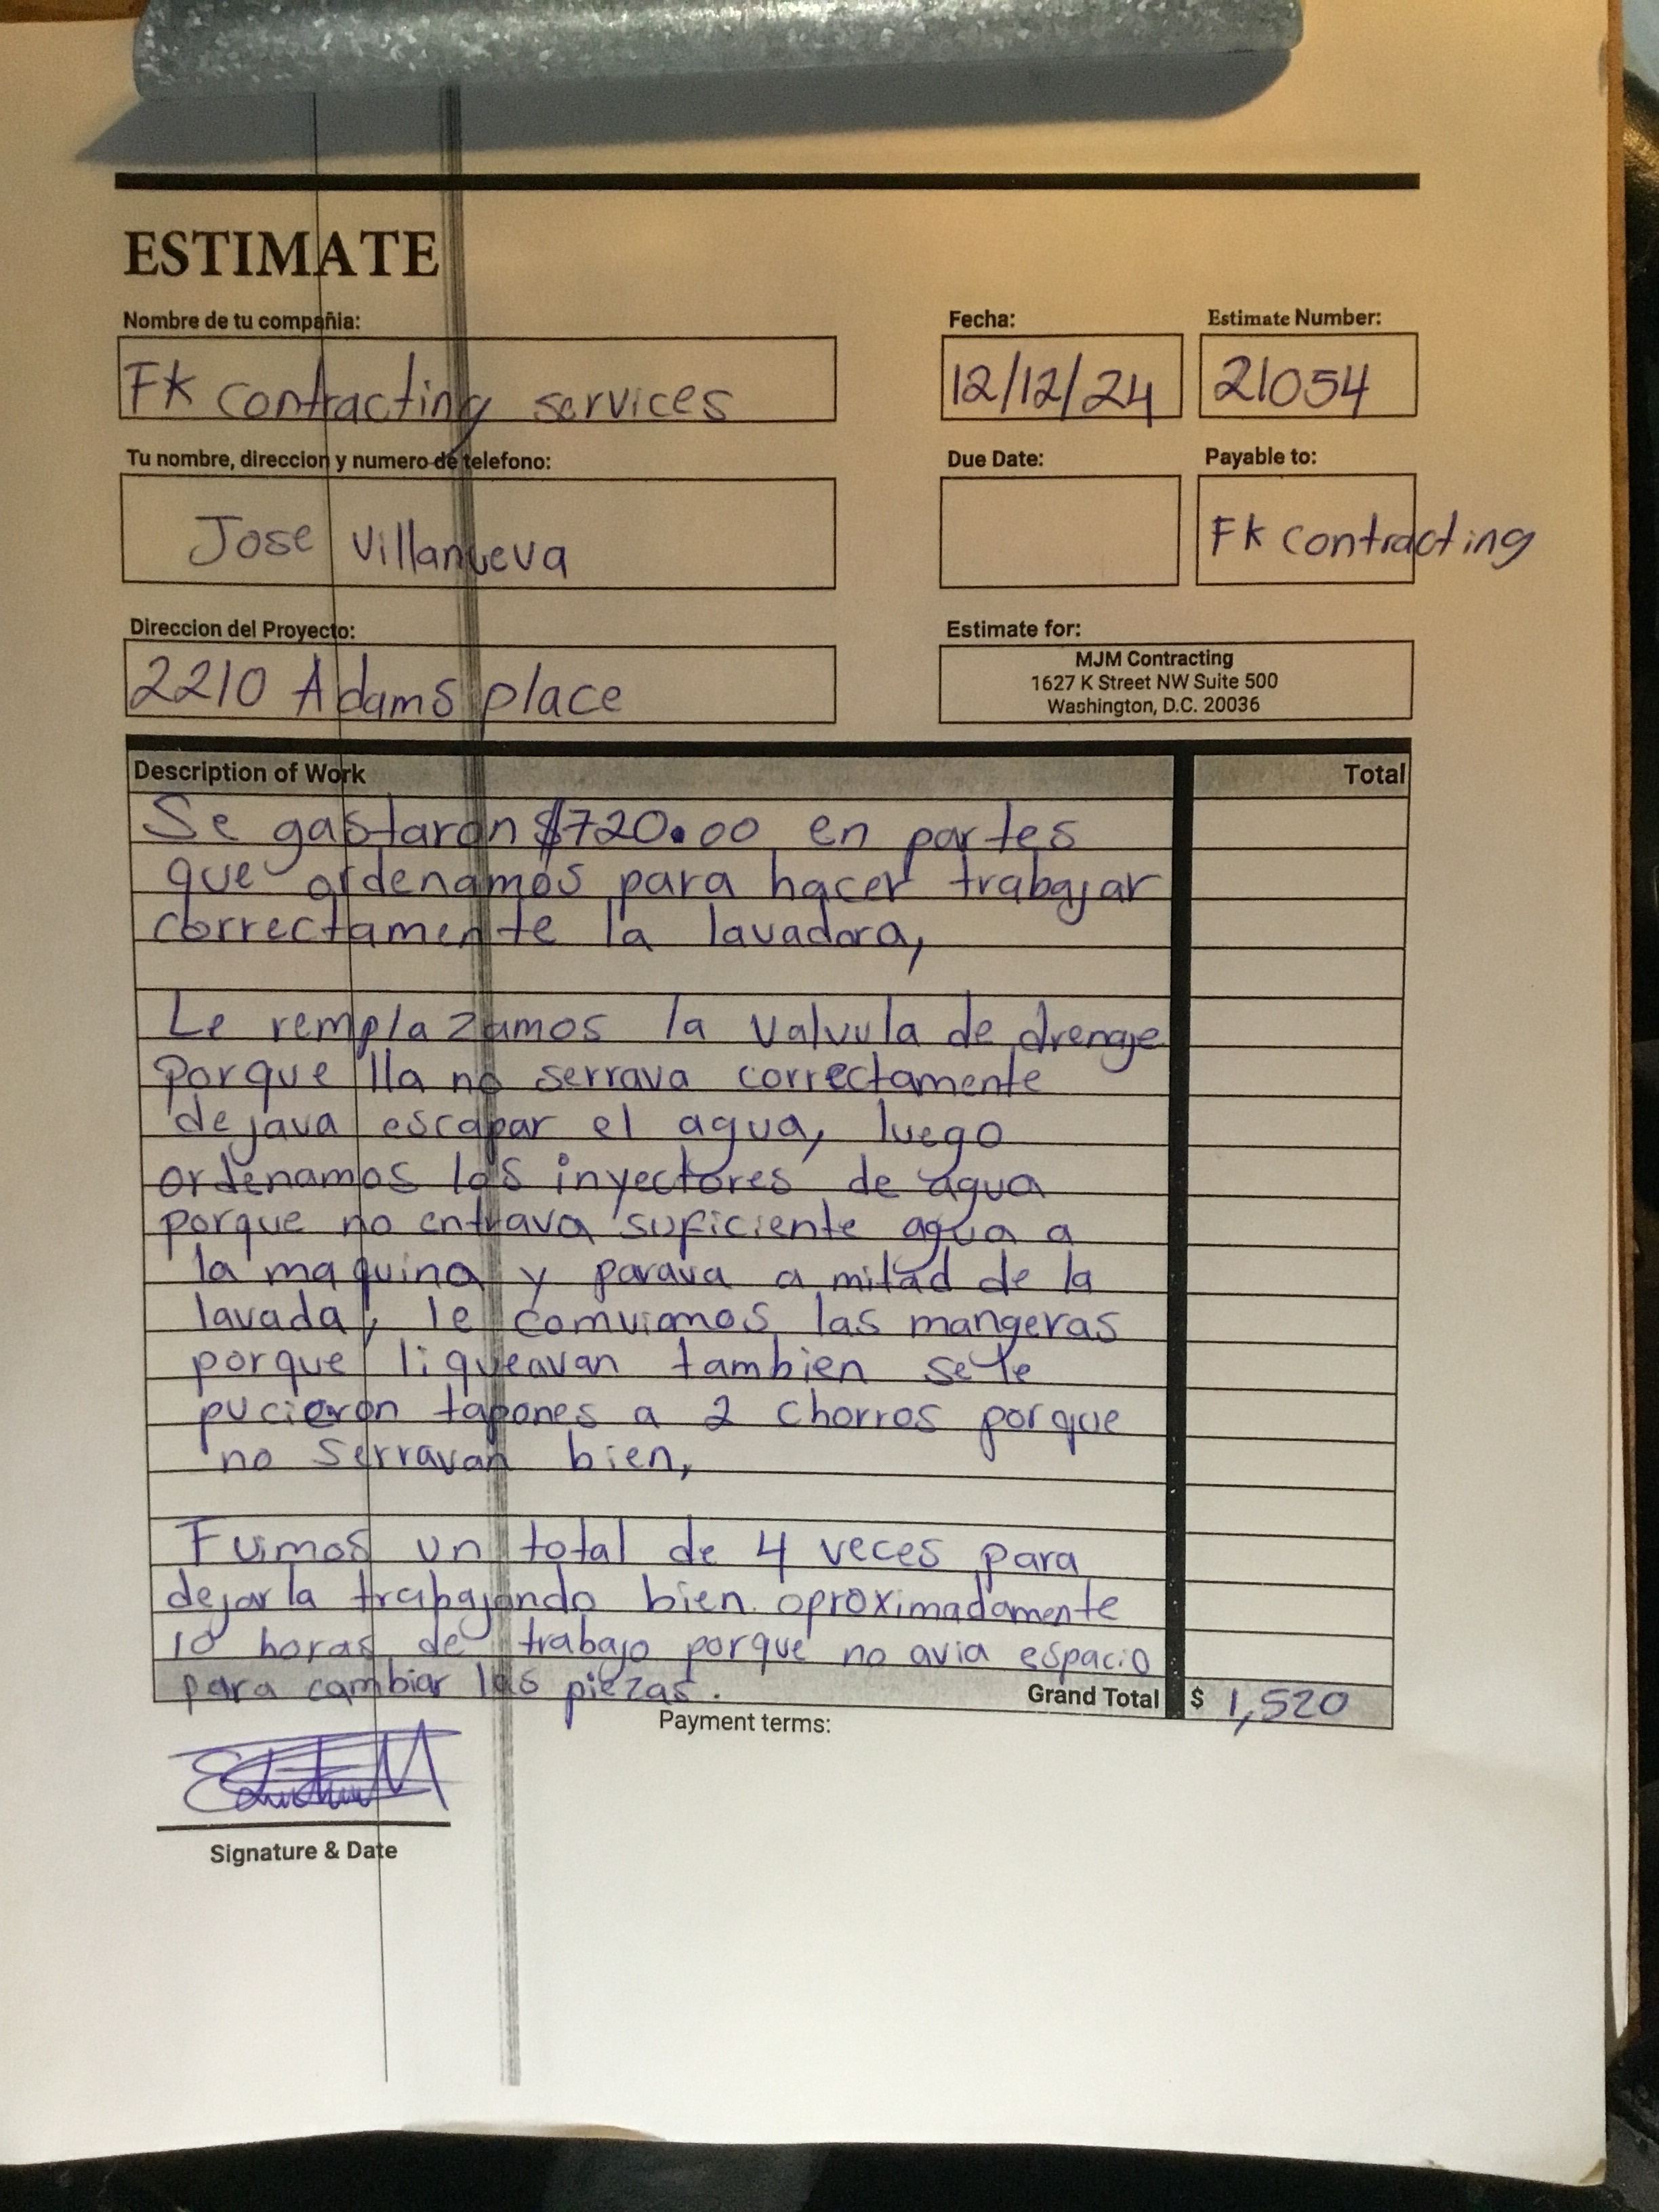 ESTIMATE
Nombre de tu compañia:
FK contracting services
Fecha:
12/12/24
Estimate Number:
21054
Tu nombre, direccion y numero de telefono:
Jose villanueva
Due Date:
Payable to:
FK contracting
Direccion del Proyecto:
2210 Adams place
Estimate for:
MJM Contracting
1627 K Street NW Suite 500
Washington, D.C. 20036
Description of Work Total
Se gastaron $720.00 en partes
que ordenamos para hacer trabajar
correctamente la lavadora,
Le remplazamos la valvula de drenaje
porque lla no serrava correctamente
dejava escapar el agua, luego
ordenamos los inyectores de agua
porque no entrava suficiente agua a
la maquina y parava a mitad de la
lavada, le comviamos las mangeras
porque liqueavan tambien se le
pucieron tapones a 2 chorros porque
no serravan bien,
Fuimos un total de 4 veces para
dejarla trabajando bien aproximadamente
10 horas de trabajo porque no avia espacio
para cambiar las piezas.
Grand Total $ 1,520
Payment terms:
Signature & Date